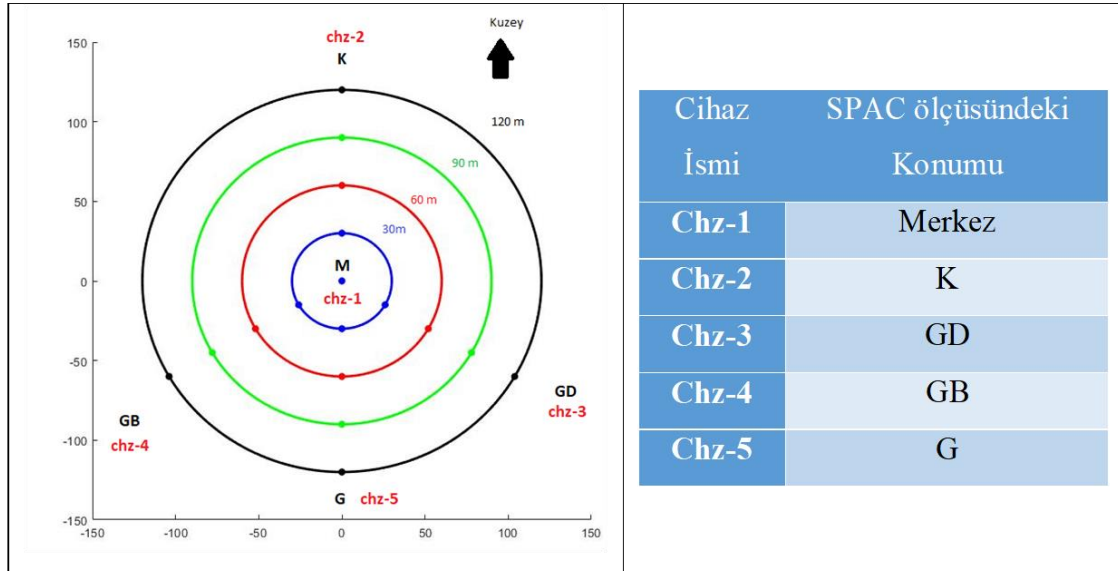 Kuzey
chz-2
K
150
100
50
0
-50
-100
-150
120 m
90 m
60 m
30m
M
chz-1
GD
chz-3
GB
chz-4
G chz-5
-150 -100 -50 0 50 100 150
Cihaz İsmi SPAC ölçüsündeki Konumu
Chz-1 Merkez
Chz-2 K
Chz-3 GD
Chz-4 GB
Chz-5 G